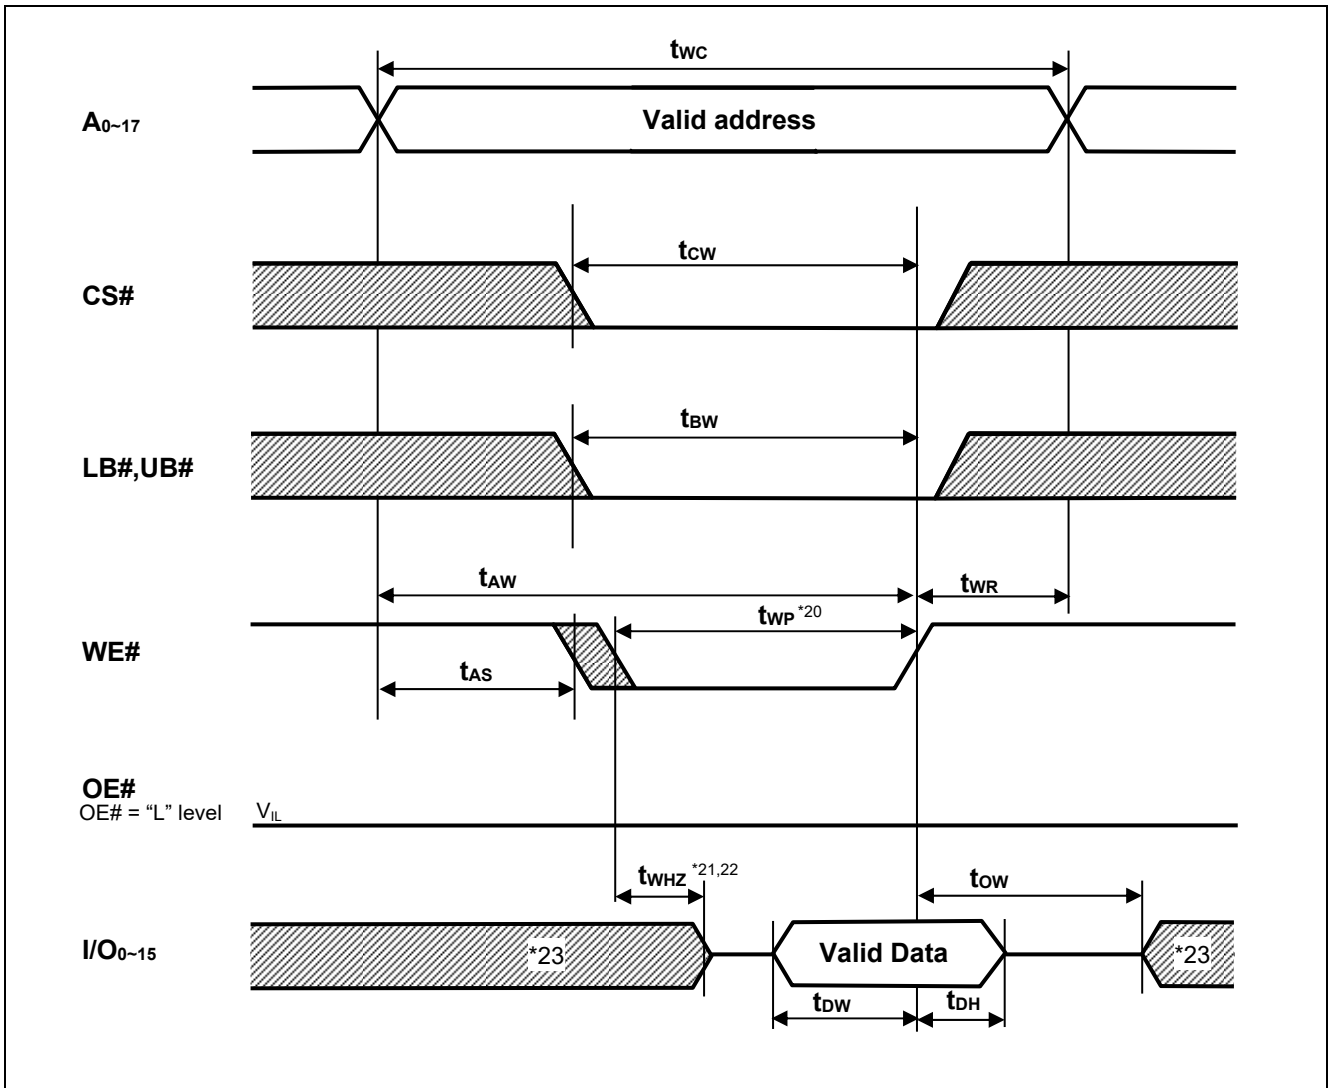 tWC
A0~17
Valid address
tCW
CS#
tBW
LB#,UB#
tAW
tWR
tWP *20
WE#
tAS
OE#
OE# = “L” level VIL
tWHZ *21,22
tOW
I/O0~15
*23
Valid Data
*23
tDW
tDH